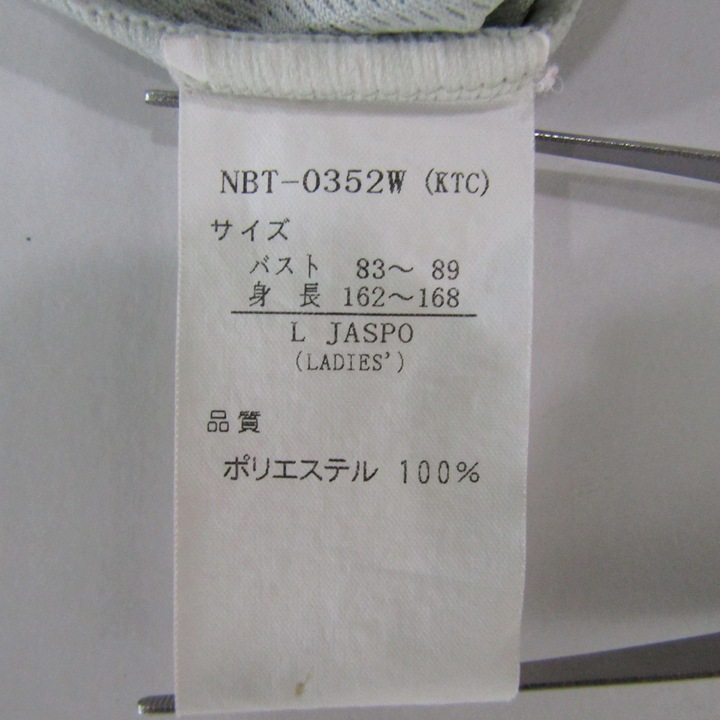 NBT-0352W (KTC)
サイズ
バスト 83〜 89
身 長 162〜168
L JASPO
(LADIES')
品質
ポリエステル 100%